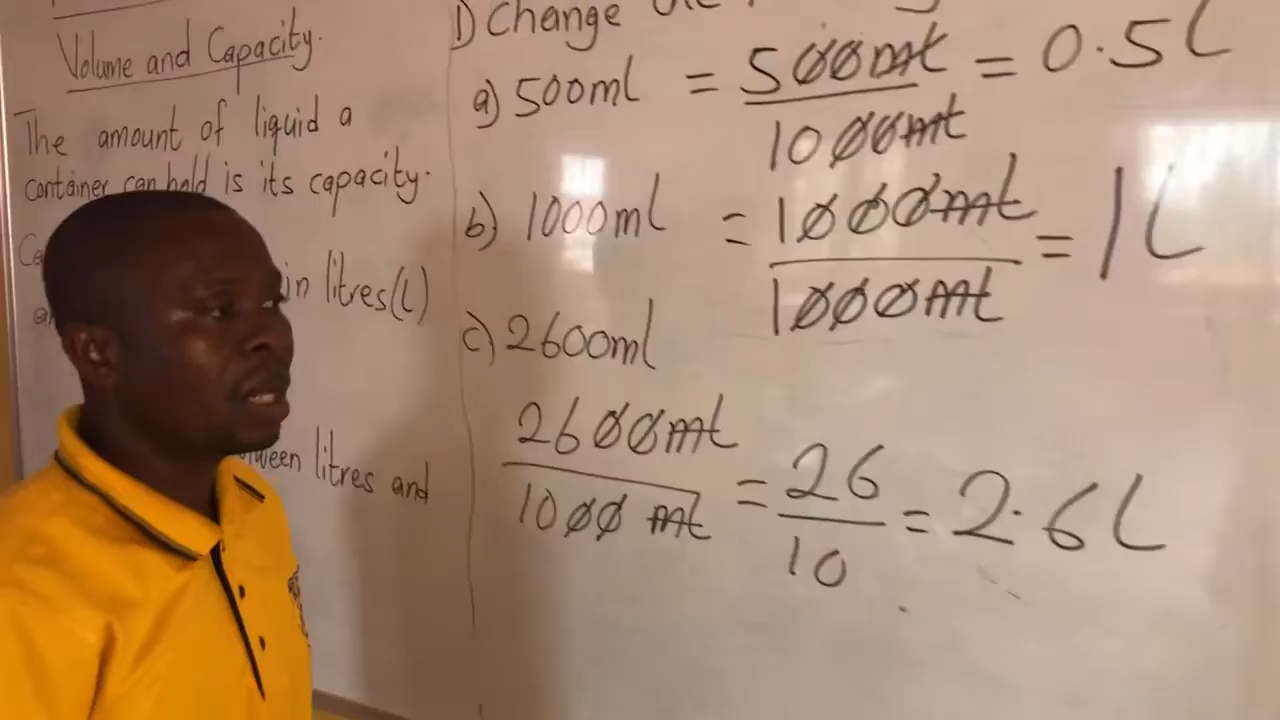 Volume and Capacity.
The amount of liquid a
container can hold is its capacity.
in litres(l)
litres and
1) Change
a) 500ml = 500ml = 0.5l
1000ml
b) 1000ml = 1000ml = 1l
1000ml
c) 2600ml
2600ml = 26 = 2.6l
1000ml 10